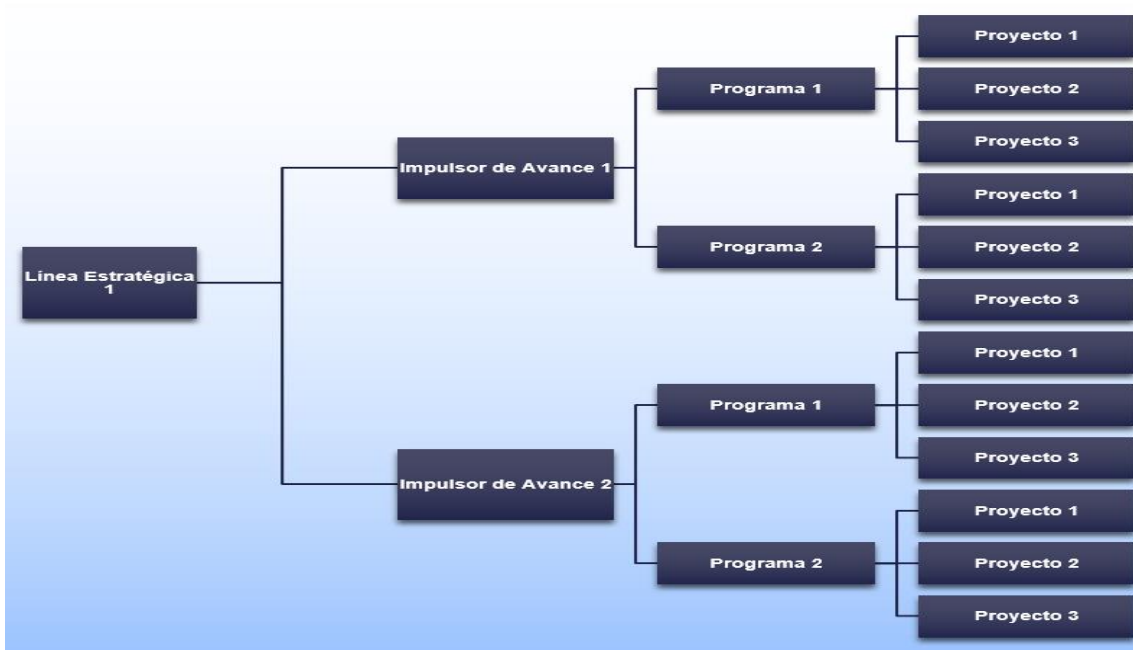 Línea Estratégica
1
Impulsor de Avance 1
Programa 1
Proyecto 1
Proyecto 2
Proyecto 3
Programa 2
Proyecto 1
Proyecto 2
Proyecto 3
Impulsor de Avance 2
Programa 1
Proyecto 1
Proyecto 2
Proyecto 3
Programa 2
Proyecto 1
Proyecto 2
Proyecto 3